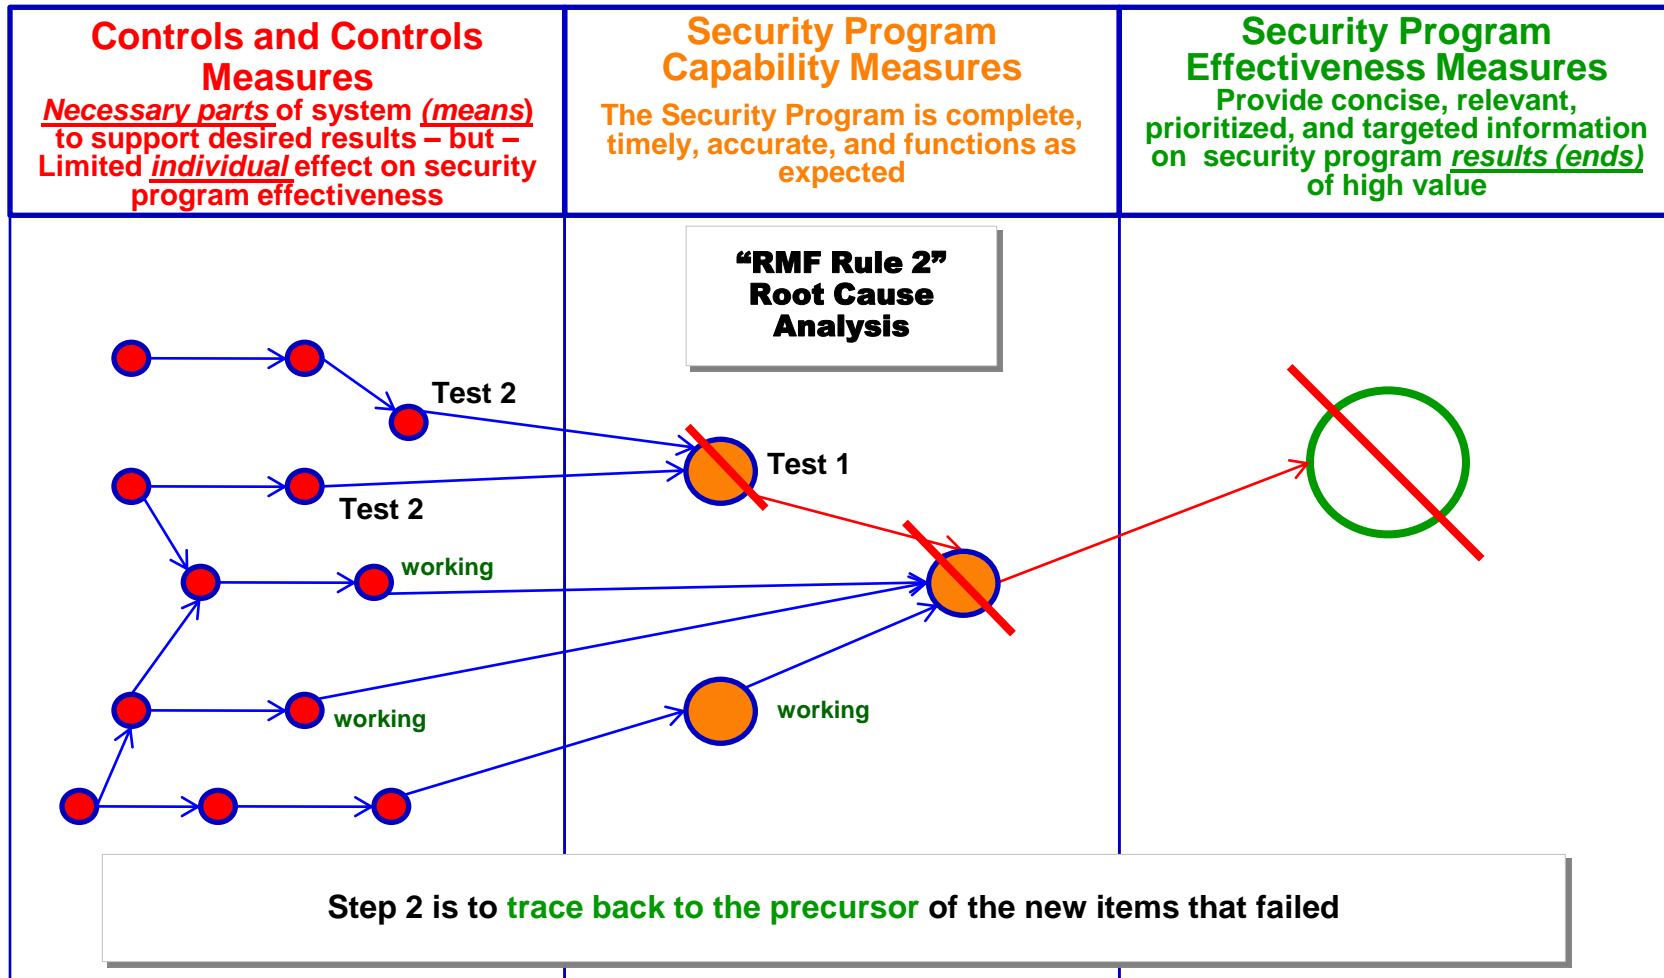 Controls and Controls
Measures
Necessary parts of system (means)
to support desired results – but –
Limited individual effect on security
program effectiveness
Security Program
Capability Measures
The Security Program is complete,
timely, accurate, and functions as
expected
Security Program
Effectiveness Measures
Provide concise, relevant,
prioritized, and targeted information
on security program results (ends)
of high value
“RMF Rule 2”
Root Cause
Analysis
Test 2
Test 1
Test 2
working
working
working
Step 2 is to trace back to the precursor of the new items that failed